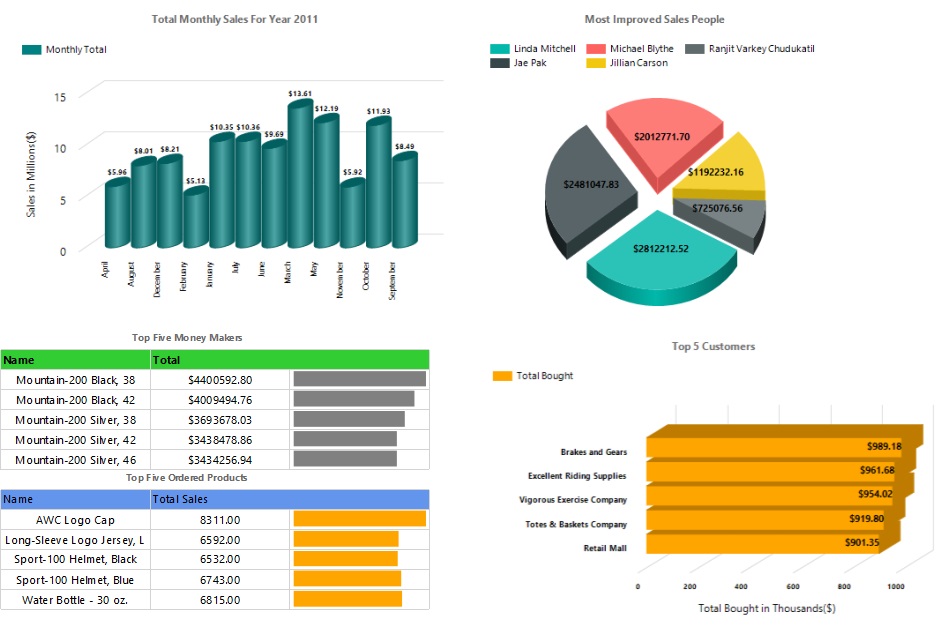 Total Monthly Sales For Year 2011
Monthly Total
Sales in Millions($)
15
10
5
0
$5.96
$8.01
$8.21
$5.13
$10.35
$10.36
$9.69
$13.61
$12.19
$5.92
$11.93
$8.49
April
August
December
February
January
July
June
March
May
November
October
September
Most Improved Sales People
Linda Mitchell Michael Blythe Ranjit Varkey Chudukatil
Jae Pak Jillian Carson
$2012771.70
$1192232.16
$2481047.83
$725076.56
$2812212.52
Top Five Money Makers
Name Total
Mountain-200 Black, 38 $4400592.80
Mountain-200 Black, 42 $4009494.76
Mountain-200 Silver, 38 $3693678.03
Mountain-200 Silver, 42 $3438478.86
Mountain-200 Silver, 46 $3434256.94
Top Five Ordered Products
Name Total Sales
AWC Logo Cap 8311.00
Long-Sleeve Logo Jersey, L 6592.00
Sport-100 Helmet, Black 6532.00
Sport-100 Helmet, Blue 6743.00
Water Bottle - 30 oz. 6815.00
Top 5 Customers
Total Bought
Brakes and Gears $989.18
Excellent Riding Supplies $961.68
Vigorous Exercise Company $954.02
Totes & Baskets Company $919.80
Retail Mall $901.35
0 200 400 600 800 1000
Total Bought in Thousands($)